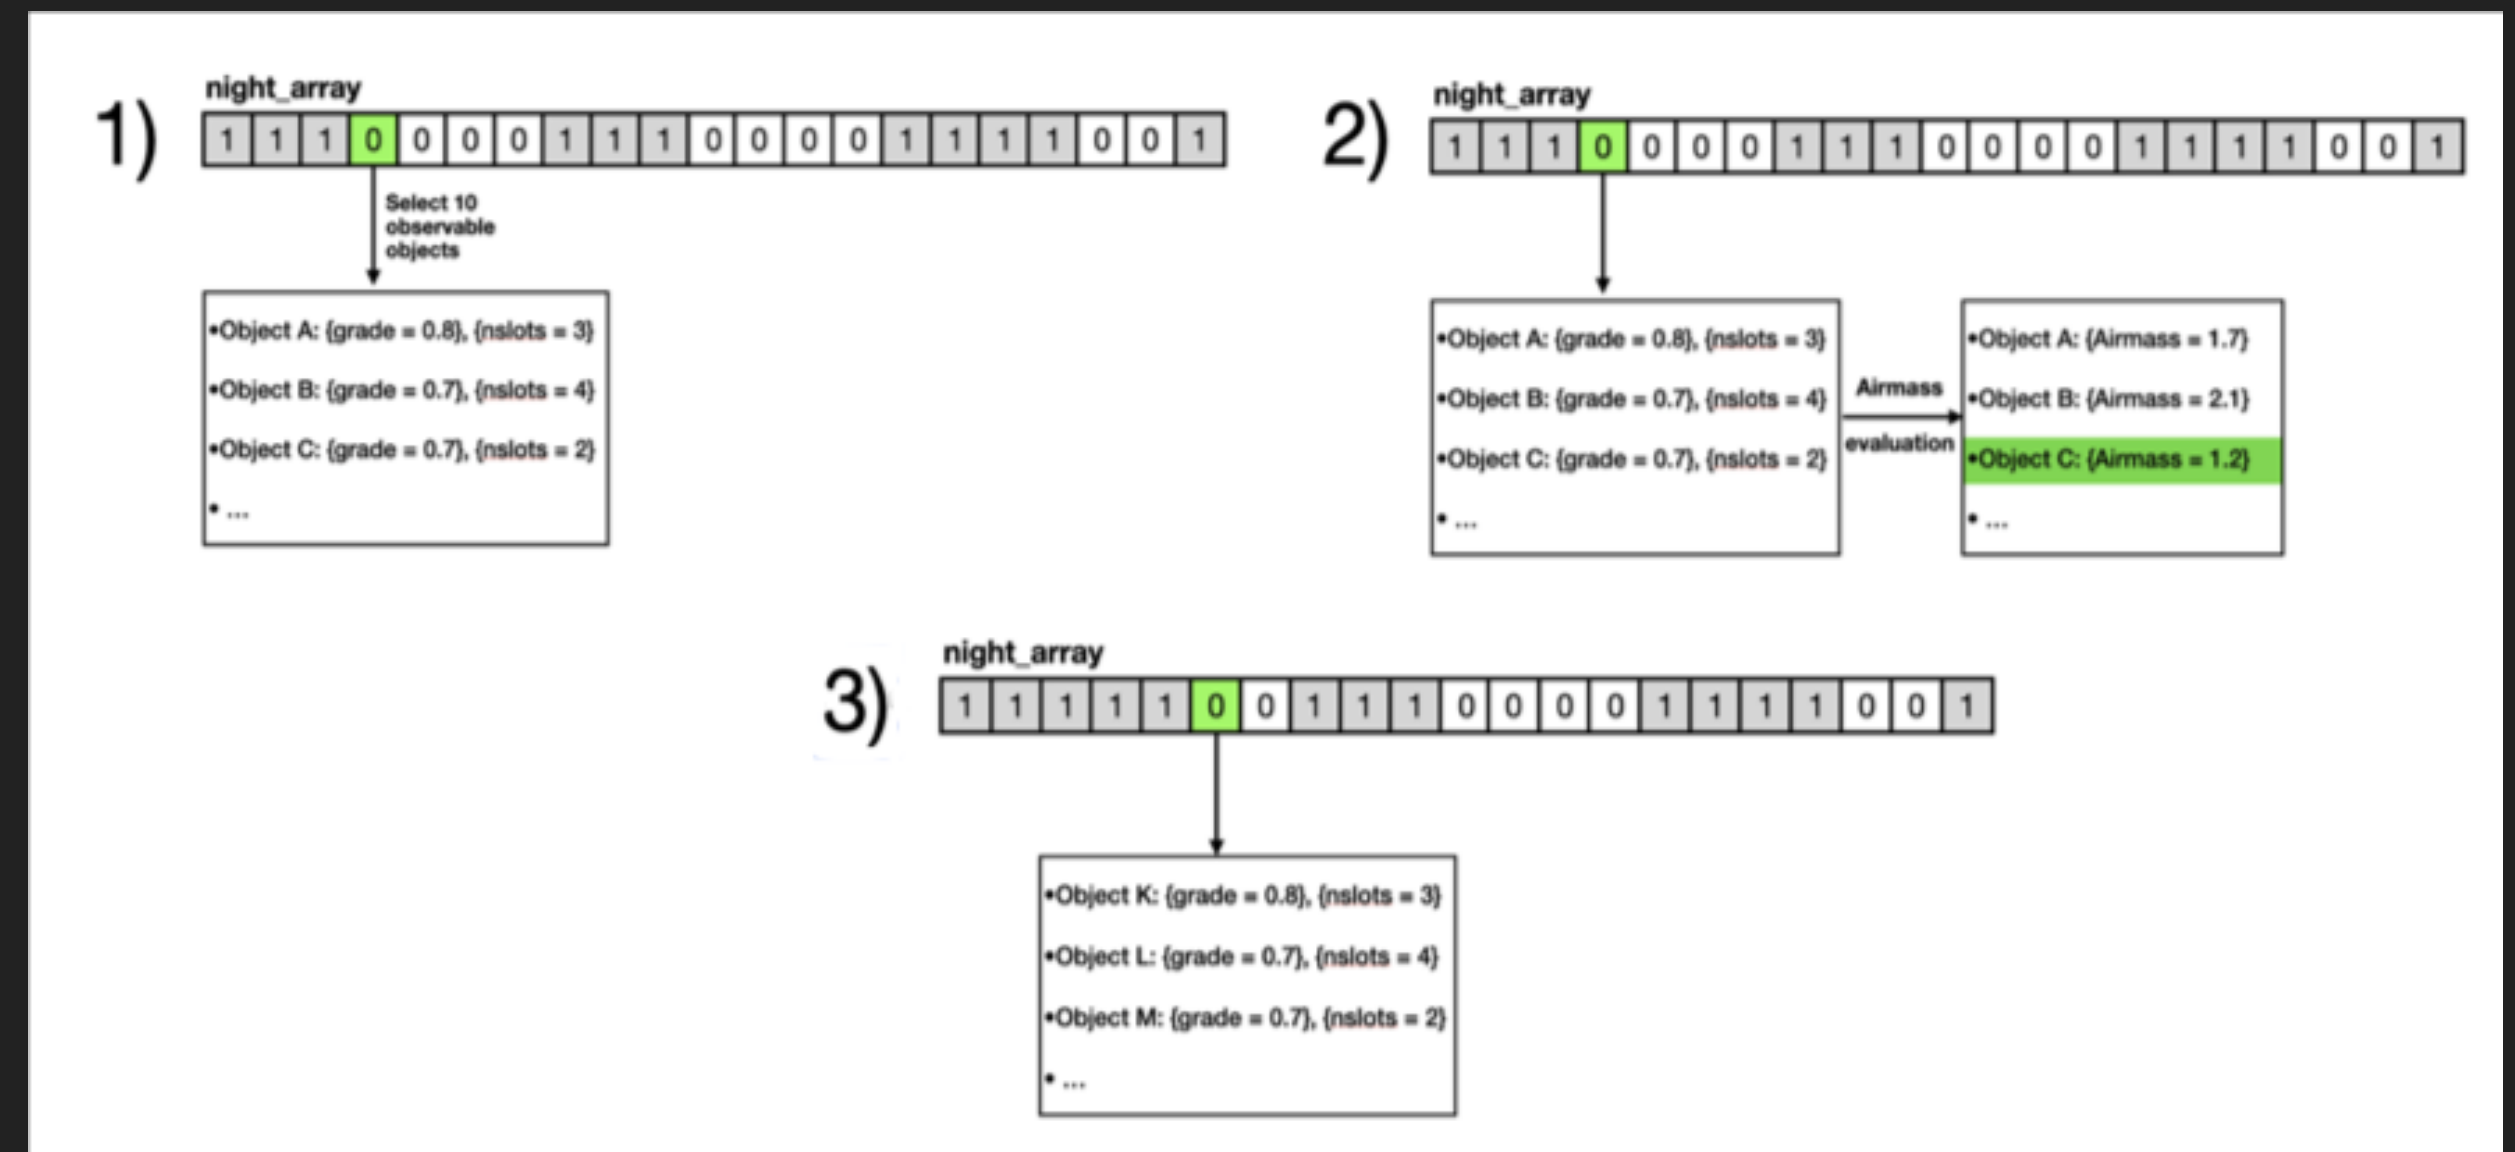 1)
night_array
1 1 1 0 0 0 0 1 1 1 0 0 0 0 1 1 1 1 0 0 1
Select 10
observable
objects
•Object A: {grade = 0.8}, {nslots = 3}
•Object B: {grade = 0.7}, {nslots = 4}
•Object C: {grade = 0.7}, {nslots = 2}
• ...
2)
night_array
1 1 1 0 0 0 0 1 1 1 0 0 0 0 1 1 1 1 0 0 1
•Object A: {grade = 0.8}, {nslots = 3}
•Object B: {grade = 0.7}, {nslots = 4}
•Object C: {grade = 0.7}, {nslots = 2}
• ...
Airmass
evaluation
•Object A: {Airmass = 1.7}
•Object B: {Airmass = 2.1}
•Object C: {Airmass = 1.2}
• ...
3)
night_array
1 1 1 1 1 0 0 1 1 1 0 0 0 0 1 1 1 1 0 0 1
•Object K: {grade = 0.8}, {nslots = 3}
•Object L: {grade = 0.7}, {nslots = 4}
•Object M: {grade = 0.7}, {nslots = 2}
• ...